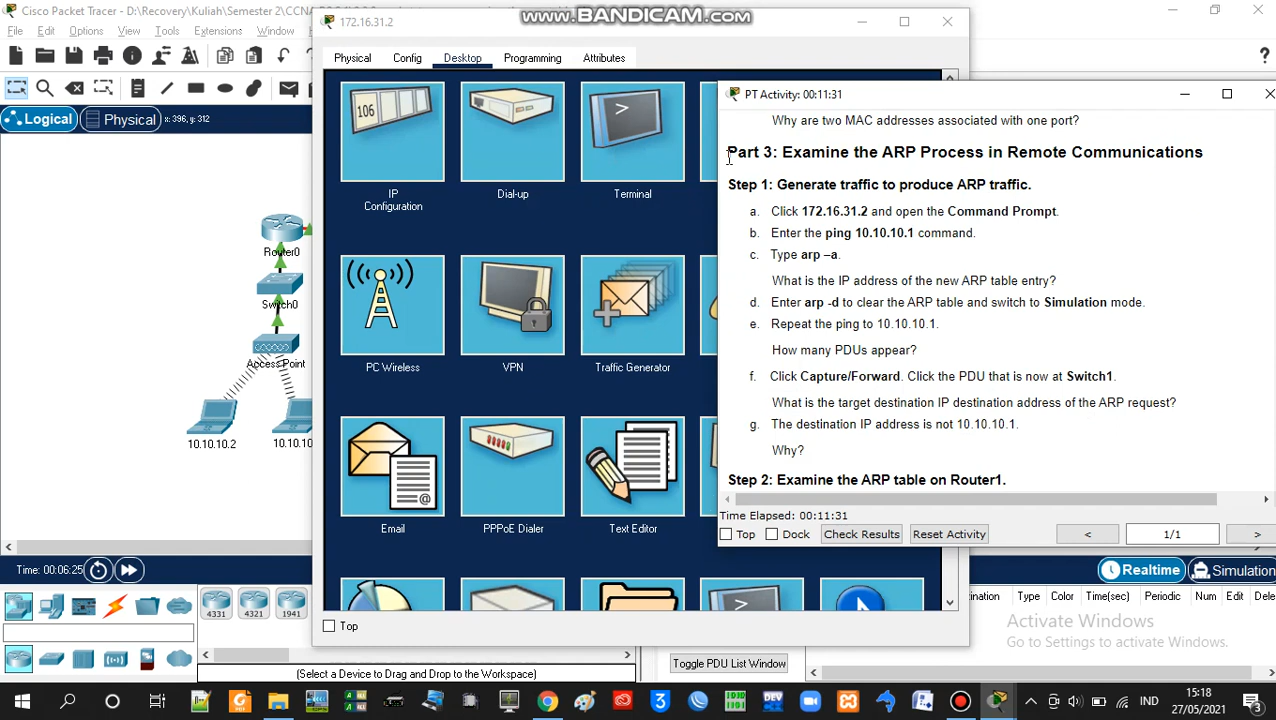 Cisco Packet Tracer - D:\Recovery\Kuliah\Semester 2\CCNA
www.BANDICAM.com
File Edit Options View Tools Extensions Window
Logical
Physical
x: 396, y: 312
Router0
Switch0
Access Point
10.10.10.2
10.10.10
Time: 00:06:25
4331
4321
1941
(Select a Device to Drag and Drop to the Workspace)
172.16.31.2
Physical Config Desktop Programming Attributes
106
IP
Configuration
Dial-up
>
Terminal
PC Wireless
VPN
Traffic Generator
Email
@
PPPoE Dialer
Text Editor
>
Top
PT Activity: 00:11:31
Why are two MAC addresses associated with one port?
Part 3: Examine the ARP Process in Remote Communications
Step 1: Generate traffic to produce ARP traffic.
a. Click 172.16.31.2 and open the Command Prompt.
b. Enter the ping 10.10.10.1 command.
c. Type arp –a.
What is the IP address of the new ARP table entry?
d. Enter arp -d to clear the ARP table and switch to Simulation mode.
e. Repeat the ping to 10.10.10.1.
How many PDUs appear?
f. Click Capture/Forward. Click the PDU that is now at Switch1.
What is the target destination IP destination address of the ARP request?
g. The destination IP address is not 10.10.10.1.
Why?
Step 2: Examine the ARP table on Router1.
Time Elapsed: 00:11:31
Top
Dock
Check Results
Reset Activity
<
1/1
>
Realtime
Simulation
ination Type Color Time(sec) Periodic Num Edit Dele
Activate Windows
Go to Settings to activate Windows.
Toggle PDU List Window
IND
15:18
27/05/2021
3